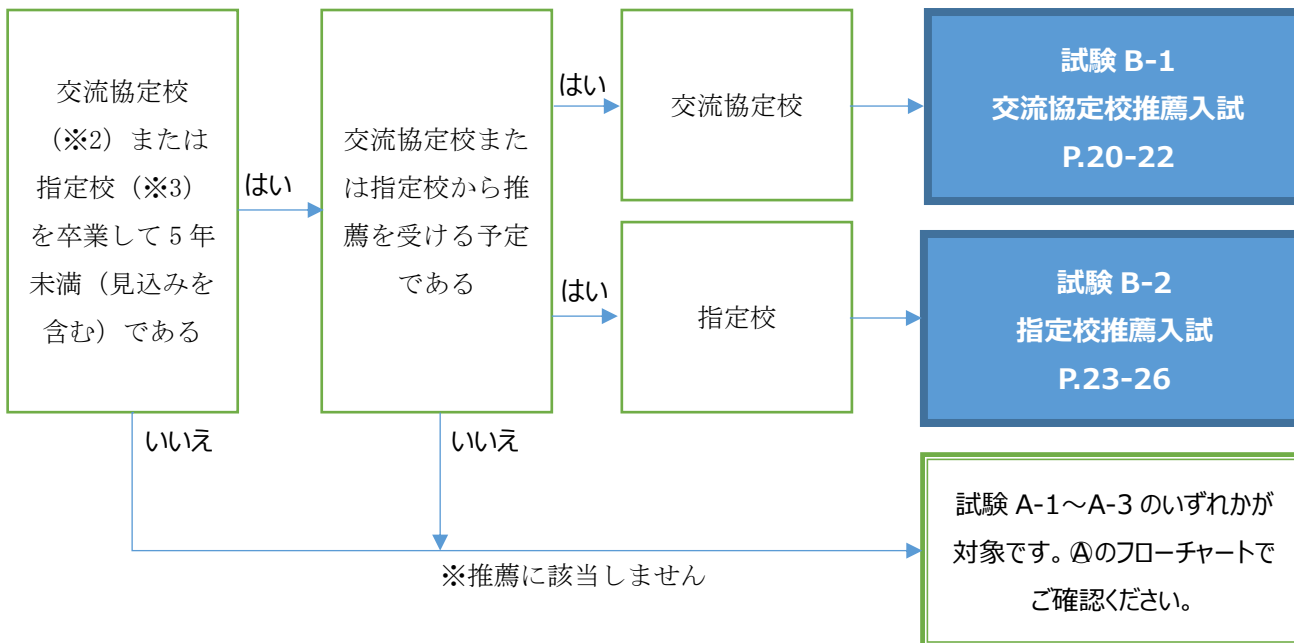 交流協定校
（※2）または
指定校（※3）
を卒業して 5 年
未満（見込みを
含む）である
はい
交流協定校また
は指定校から推
薦を受ける予定
である
はい
交流協定校
試験 B-1
交流協定校推薦入試
P.20-22
はい
指定校
試験 B-2
指定校推薦入試
P.23-26
いいえ
いいえ
※推薦に該当しません
試験 A-1～A-3 のいずれかが
対象です。Ⓐのフローチャートで
ご確認ください。